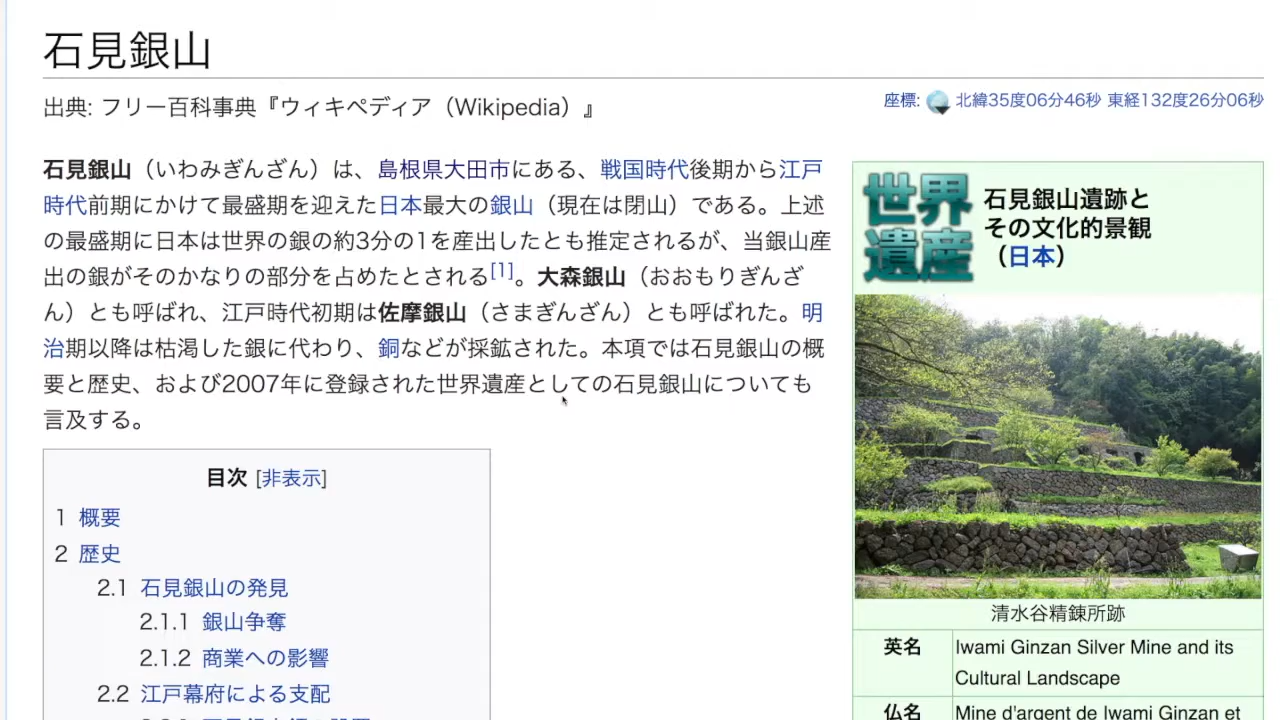 石見銀山
出典: フリー百科事典『ウィキペディア（Wikipedia）』
座標: 北緯35度06分46秒 東経132度26分06秒
石見銀山（いわみぎんざん）は、島根県大田市にある、戦国時代後期から江戸
時代前期にかけて最盛期を迎えた日本最大の銀山（現在は閉山）である。上述
の最盛期に日本は世界の銀の約3分の1を産出したとも推定されるが、当銀山産
出の銀がそのかなりの部分を占めたとされる[1]。大森銀山（おおもりぎんざ
ん）とも呼ばれ、江戸時代初期は佐摩銀山（さまぎんざん）とも呼ばれた。明
治期以降は枯渇した銀に代わり、銅などが採鉱された。本項では石見銀山の概
要と歴史、および2007年に登録された世界遺産としての石見銀山についても
言及する。
目次 [非表示]
1 概要
2 歴史
2.1 石見銀山の発見
2.1.1 銀山争奪
2.1.2 商業への影響
2.2 江戸幕府による支配
世界
遺産
石見銀山遺跡と
その文化的景観
（日本）
清水谷精錬所跡
英名 Iwami Ginzan Silver Mine and its
Cultural Landscape
仏名 Mine d'argent de Iwami Ginzan et